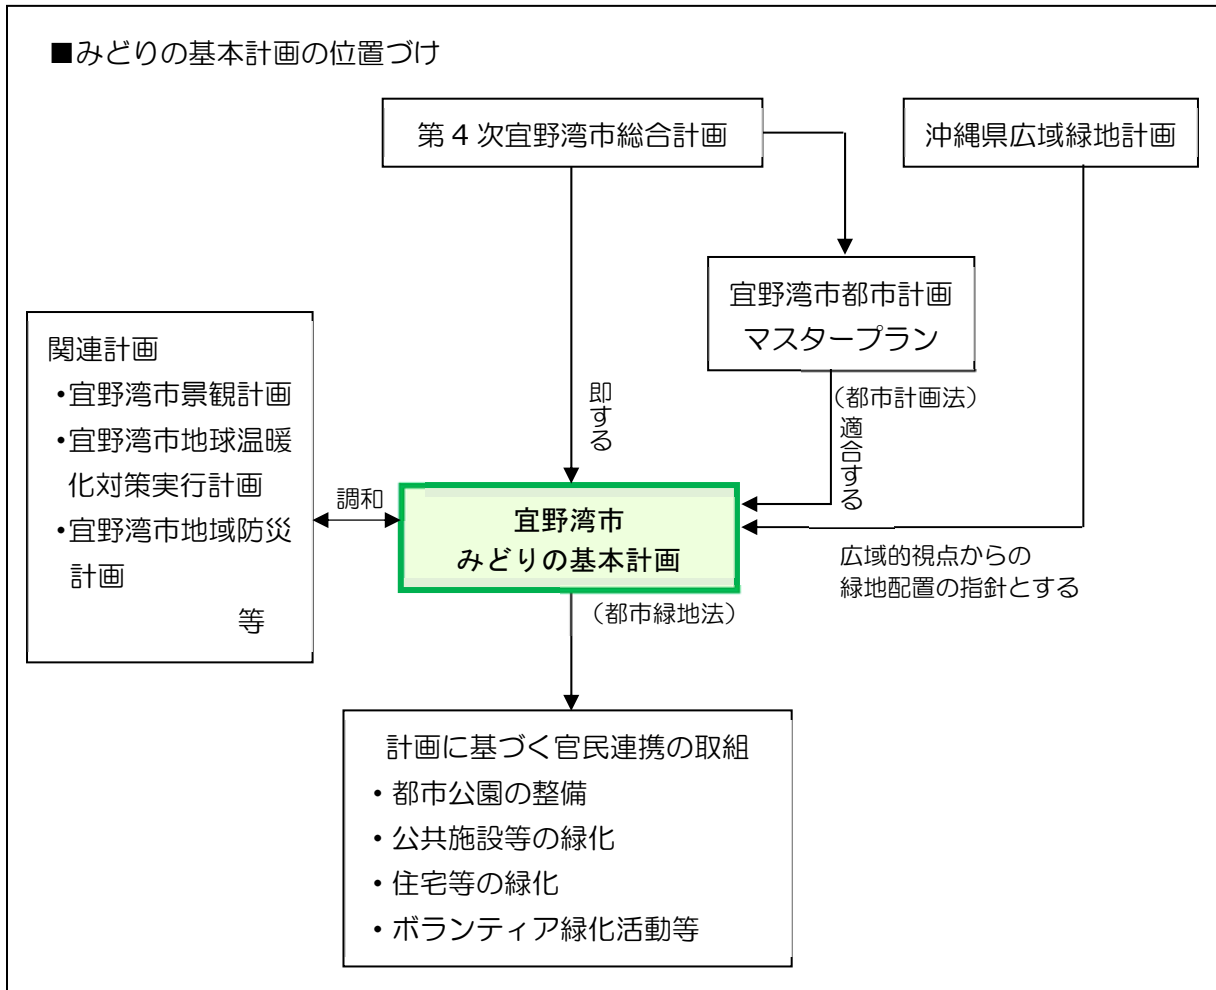 ■みどりの基本計画の位置づけ
第4次宜野湾市総合計画
沖縄県広域緑地計画
宜野湾市都市計画
マスタープラン
(都市計画法)
適合する
即する
関連計画
・宜野湾市景観計画
・宜野湾市地球温暖
化対策実行計画
・宜野湾市地域防災
計画
等
調和
宜野湾市
みどりの基本計画
(都市緑地法)
広域的視点からの
緑地配置の指針とする
計画に基づく官民連携の取組
・都市公園の整備
・公共施設等の緑化
・住宅等の緑化
・ボランティア緑化活動等